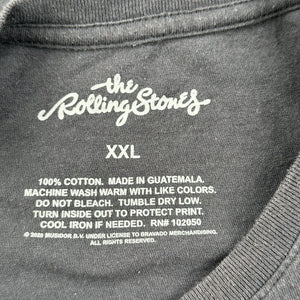 the
Rolling Stones
XXL
100% COTTON. MADE IN GUATEMALA.
MACHINE WASH WARM WITH LIKE COLORS.
DO NOT BLEACH. TUMBLE DRY LOW.
TURN INSIDE OUT TO PROTECT PRINT.
COOL IRON IF NEEDED. RN# 102050
© 2020 MUSIDOR B.V. UNDER LICENSE TO BRAVADO MERCHANDISING.
ALL RIGHTS RESERVED.